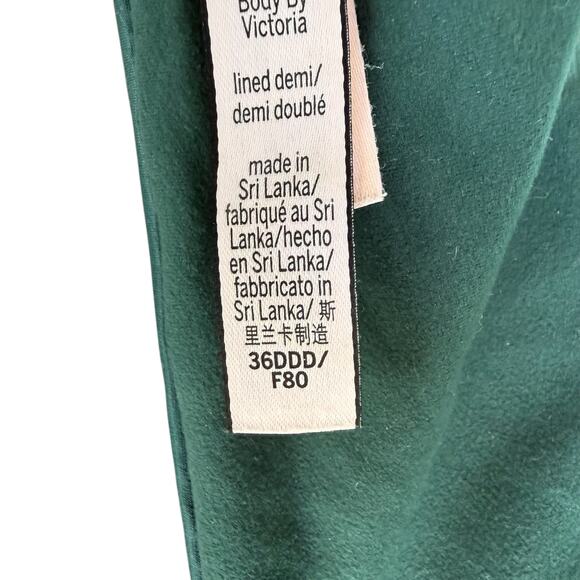 Body by
Victoria
lined demi/
demi doublé
made in
Sri Lanka/
fabriqué au Sri
Lanka/hecho
en Sri Lanka/
fabbricato in
Sri Lanka/ 斯
里兰卡制造
36DDD/
F80